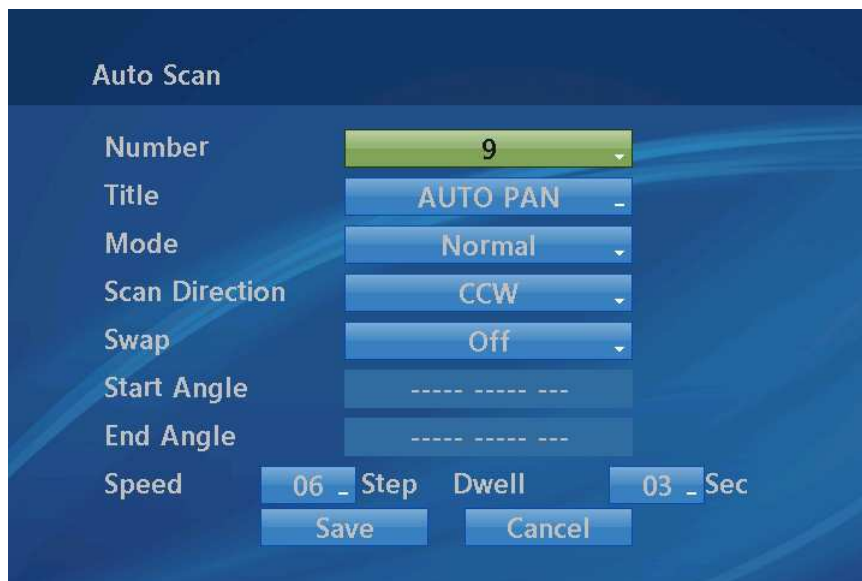 Auto Scan
Number 9
Title AUTO PAN
Mode Normal
Scan Direction CCW
Swap Off
Start Angle ----- ----- ---
End Angle ----- ----- ---
Speed 06 Step Dwell 03 Sec
Save Cancel